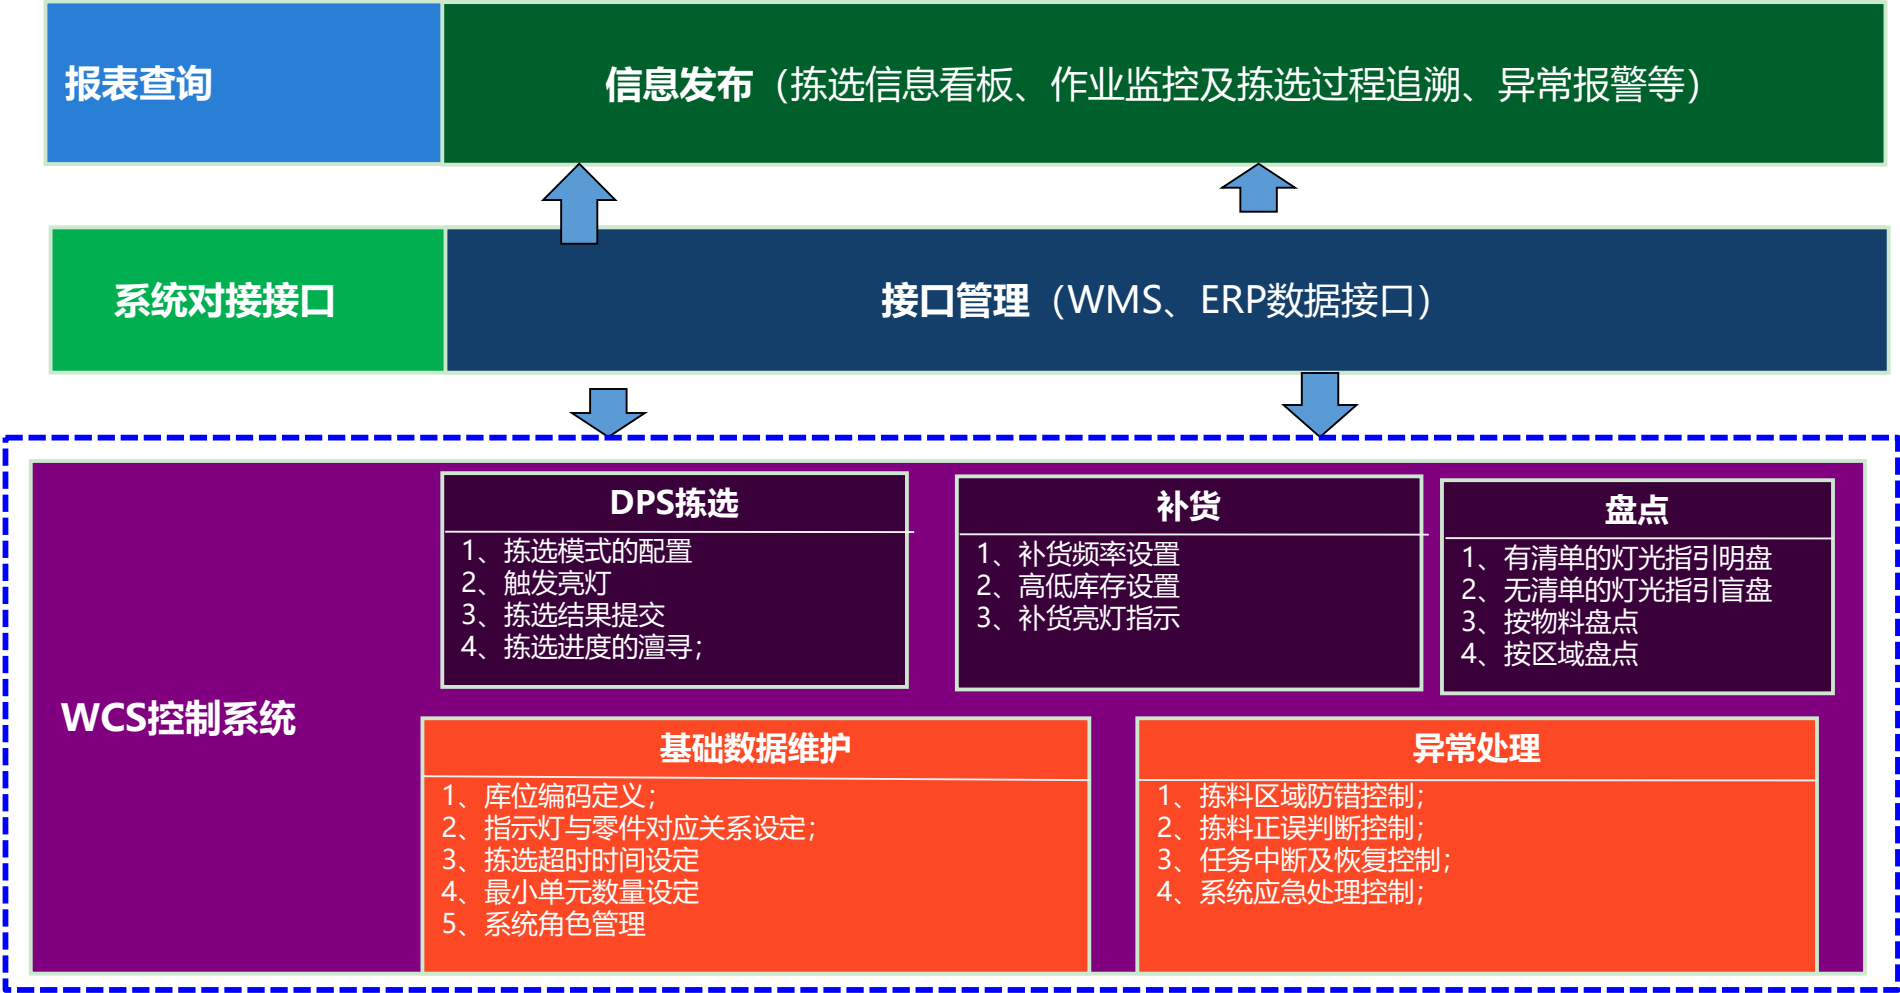 报表查询
信息发布（拣选信息看板、作业监控及拣选过程追溯、异常报警等）
系统对接接口
接口管理（WMS、ERP数据接口）
WCS控制系统
DPS拣选
1、拣选模式的配置
2、触发亮灯
3、拣选结果提交
4、拣选进度的澶寻；
补货
1、补货频率设置
2、高低库存设置
3、补货亮灯指示
盘点
1、有清单的灯光指引明盘
2、无清单的灯光指引盲盘
3、按物料盘点
4、按区域盘点
基础数据维护
1、库位编码定义；
2、指示灯与零件对应关系设定；
3、拣选超时时间设定
4、最小单元数量设定
5、系统角色管理
异常处理
1、拣料区域防错控制；
2、拣料正误判断控制；
3、任务中断及恢复控制；
4、系统应急处理控制；